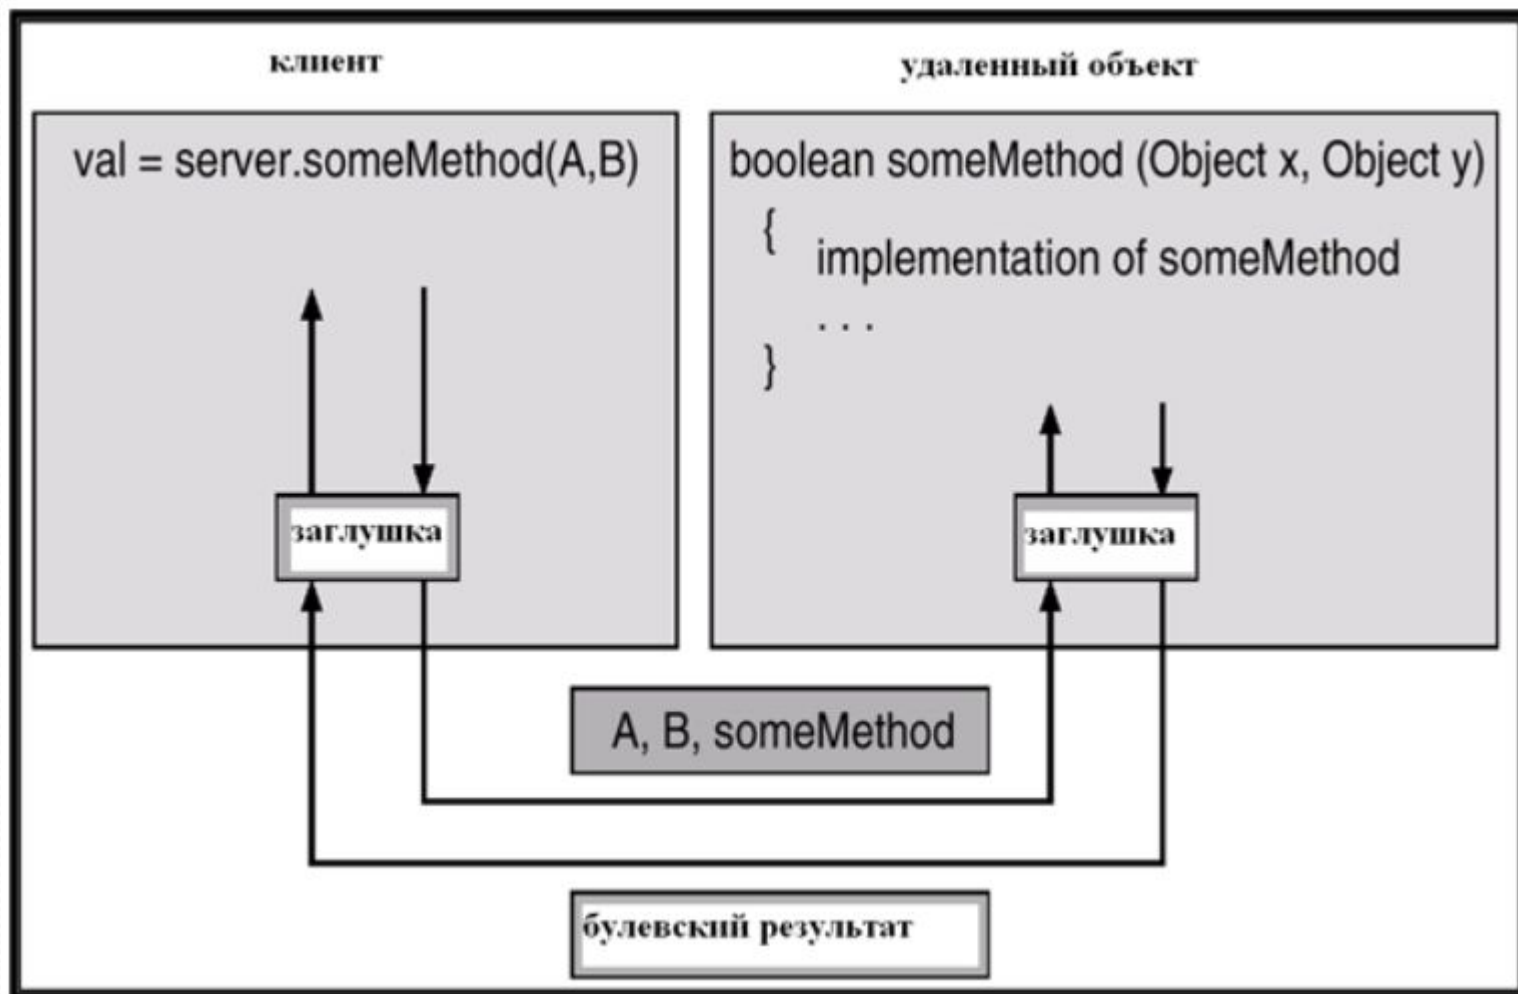 клиент
удаленный объект
val = server.someMethod(A,B)
boolean someMethod (Object x, Object y)
{
implementation of someMethod
. . .
}
заглушка
заглушка
A, B, someMethod
булевский результат